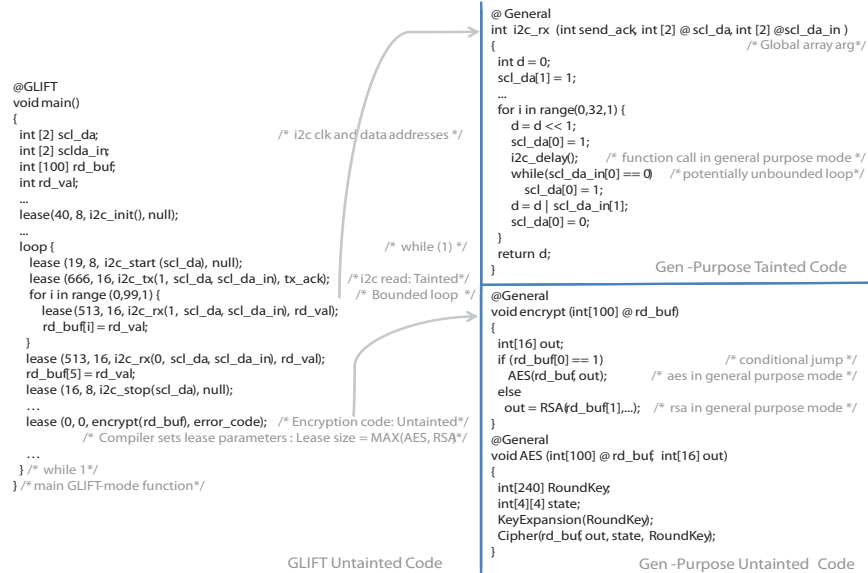 @GLIFT
void main()
{
int [2] scl_da; /* i2c clk and data addresses */
int [2] sclda_in;
int [100] rd_buf;
int rd_val;
...
lease(40, 8, i2c_init(), null);
...
loop { /* while (1) */
lease (19, 8, i2c_start (scl_da), null);
lease (666, 16, i2c_tx(1, scl_da, scl_da_in), tx_ack); /*i2c read: Tainted*/
for i in range (0,99,1) { /* Bounded loop */
lease(513, 16, i2c_rx(1, scl_da, scl_da_in), rd_val);
rd_buf[i] = rd_val;
}
lease (513, 16, i2c_rx(0, scl_da, scl_da_in), rd_val);
rd_buf[5] = rd_val;
lease (16, 8, i2c_stop(scl_da), null);
...
lease (0, 0, encrypt(rd_buf), error_code); /* Encryption code: Untainted*/
/* Compiler sets lease parameters : Lease size = MAX(AES, RSA)*/
...
} /* while 1*/
} /* main GLIFT-mode function*/
GLIFT Untainted Code
@ General
int i2c_rx (int send_ack, int [2] @ scl_da, int [2] @scl_da_in )
{ /* Global array arg*/
int d = 0;
scl_da[1] = 1;
...
for i in range(0,32,1) {
d = d << 1;
scl_da[0] = 1;
i2c_delay(); /* function call in general purpose mode */
while(scl_da_in[0] == 0) /*potentially unbounded loop*/
scl_da[0] = 1;
d = d | scl_da_in[1];
scl_da[0] = 0;
}
return d;
}
Gen -Purpose Tainted Code
@General
void encrypt (int[100] @ rd_buf)
{
int[16] out;
if (rd_buf[0] == 1) /* conditional jump */
AES(rd_buf, out); /* aes in general purpose mode */
else
out = RSA(rd_buf[1],...); /* rsa in general purpose mode */
}
@General
void AES (int[100] @ rd_buf, int[16] out)
{
int[240] RoundKey;
int[4][4] state;
KeyExpansion(RoundKey);
Cipher(rd_buf, out, state, RoundKey);
}
Gen -Purpose Untainted Code